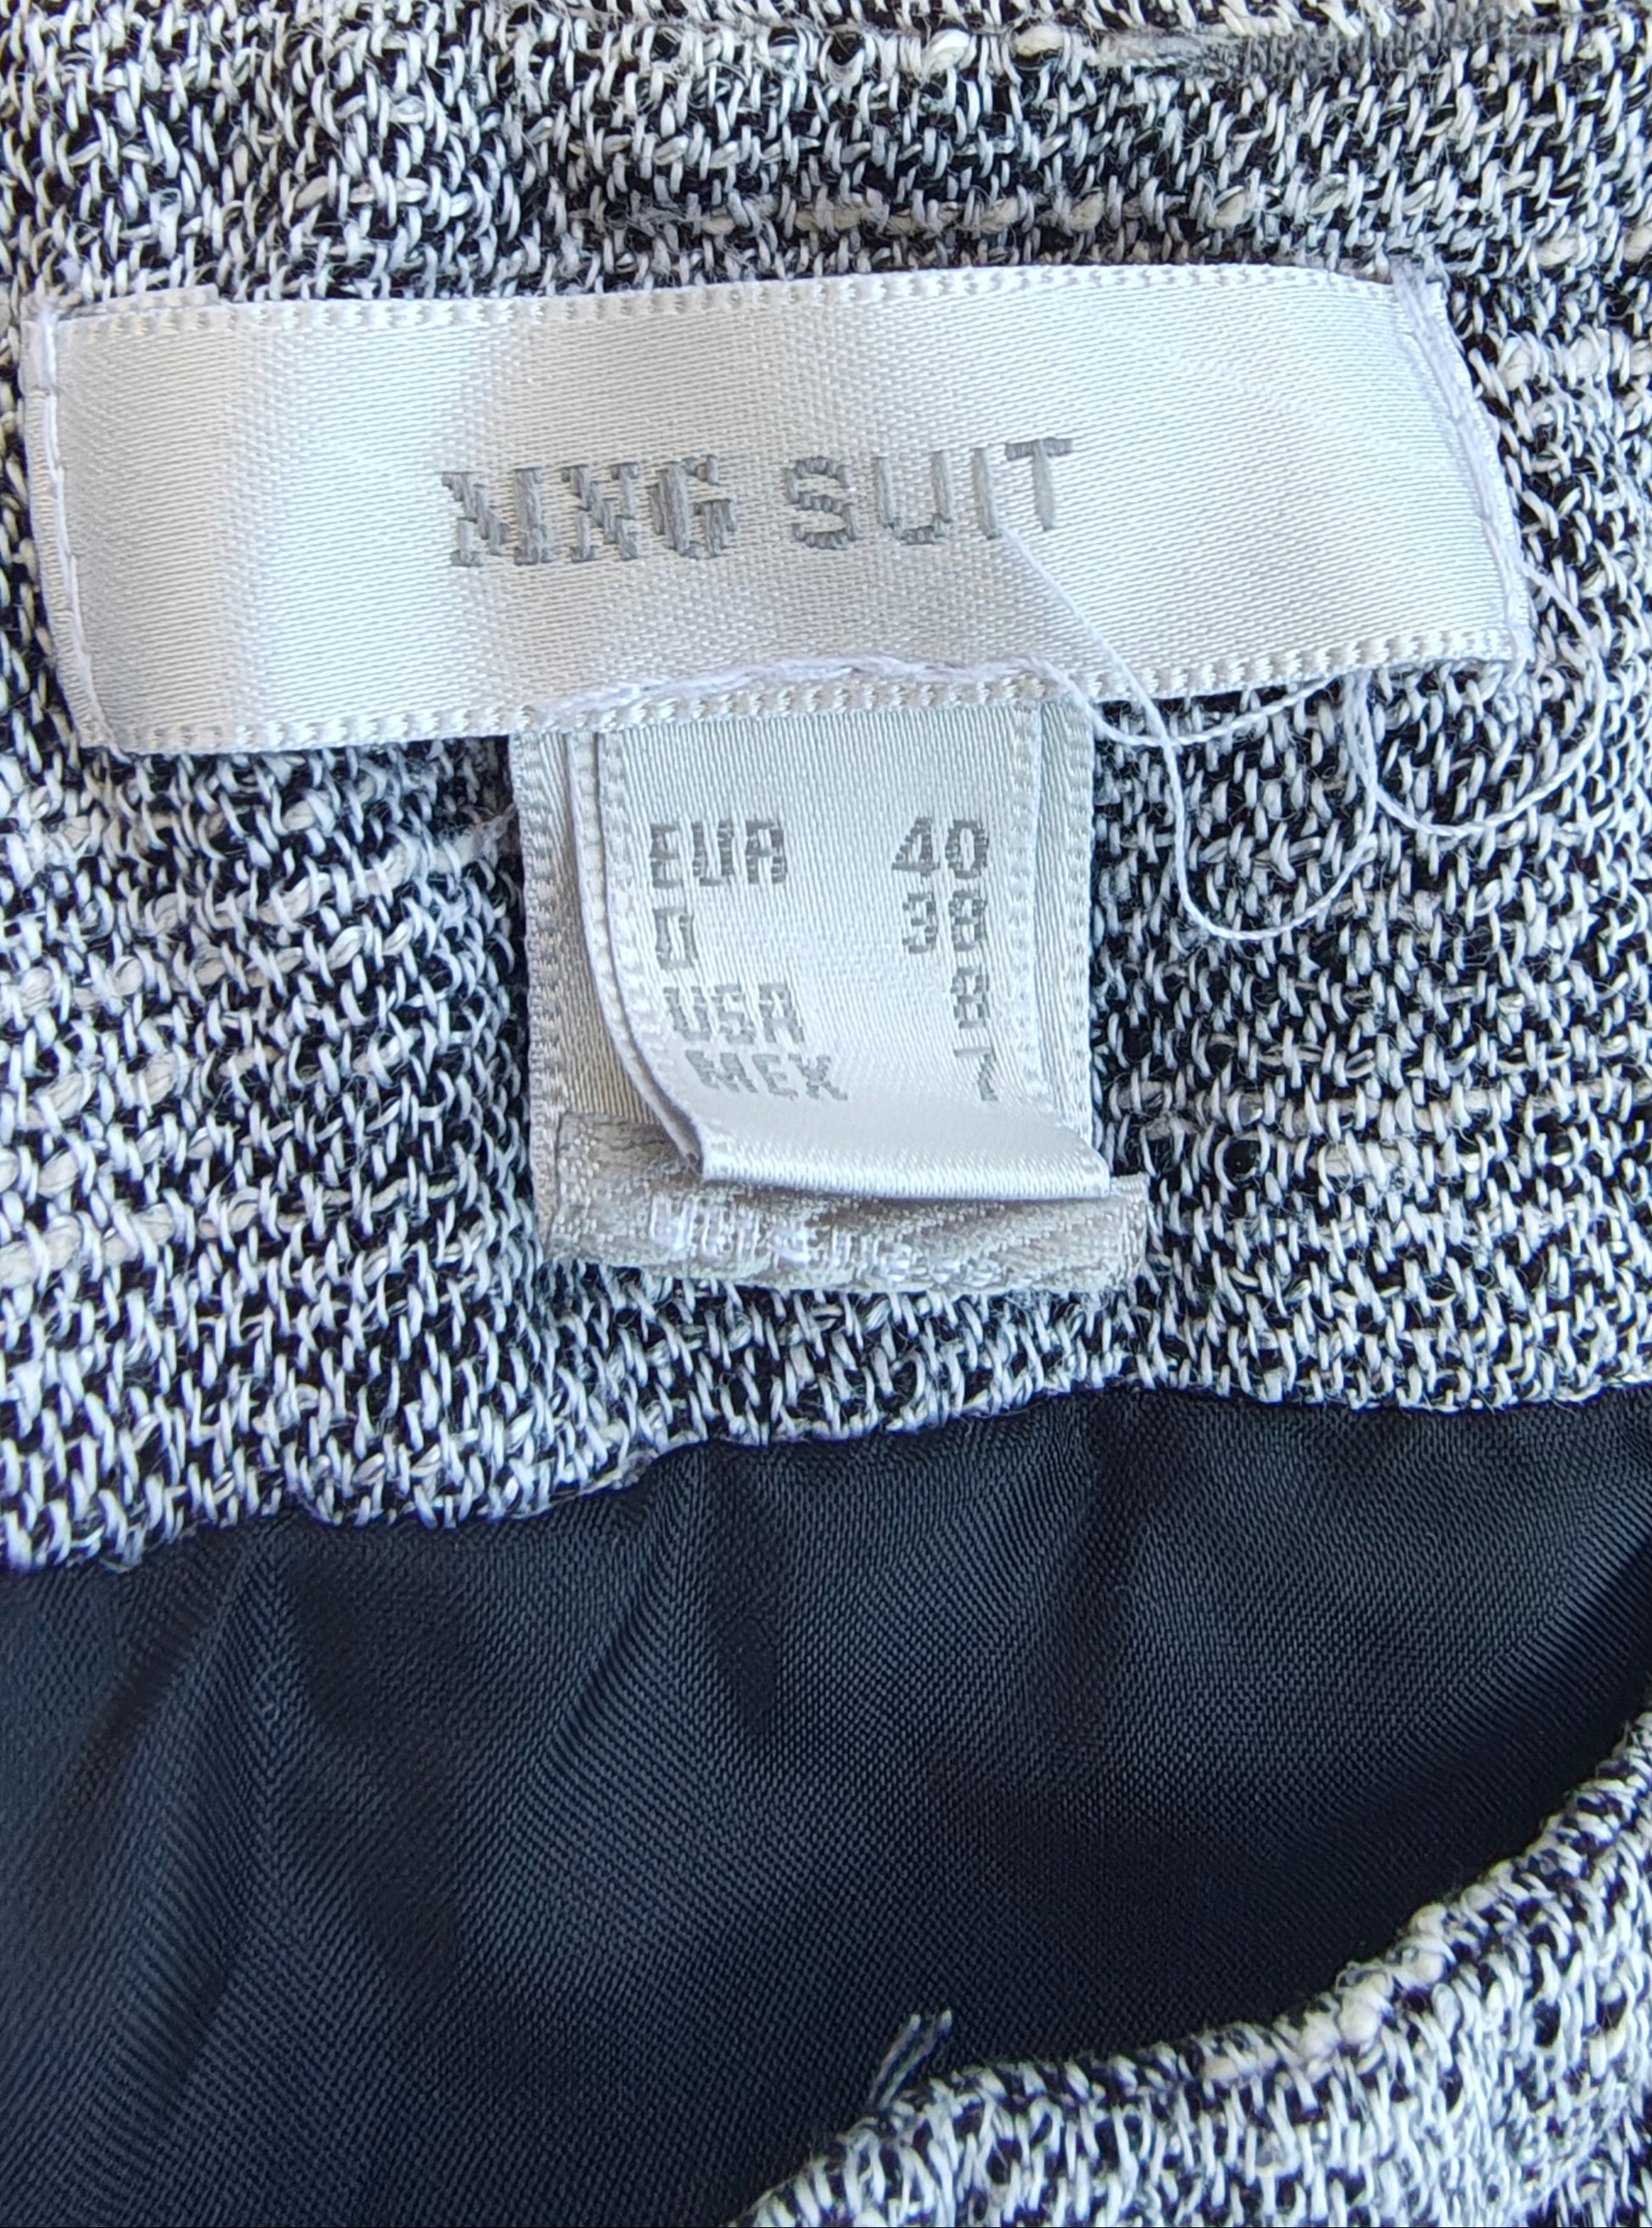 MNG SUIT
EUR 40
D 38
USA 8
MEX 7